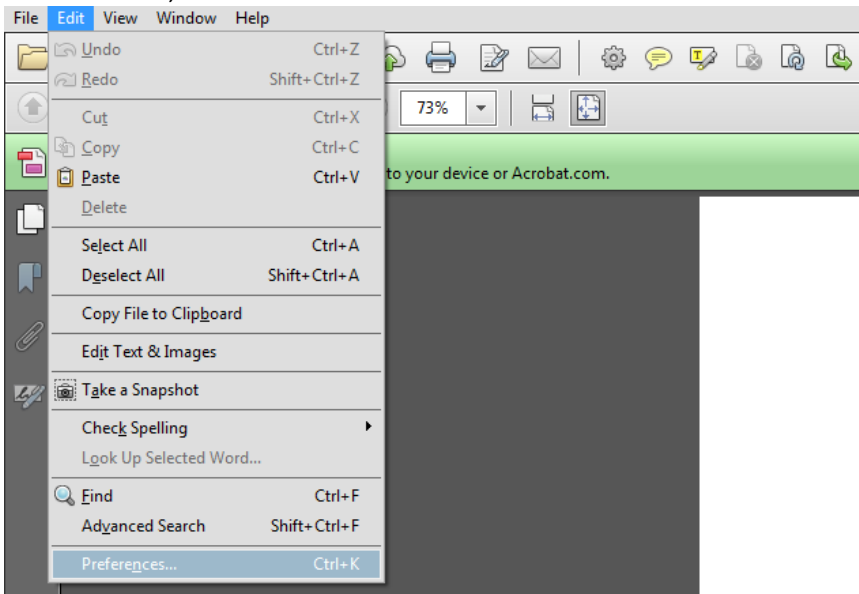 File Edit View Window Help
Undo Ctrl+Z
Redo Shift+Ctrl+Z
73%
Cut Ctrl+X
Copy Ctrl+C
to your device or Acrobat.com.
Paste Ctrl+V
Delete
Select All Ctrl+A
Deselect All Shift+Ctrl+A
Copy File to Clipboard
Edit Text & Images
Take a Snapshot
Check Spelling
Look Up Selected Word...
Find Ctrl+F
Advanced Search Shift+Ctrl+F
Preferences... Ctrl+K